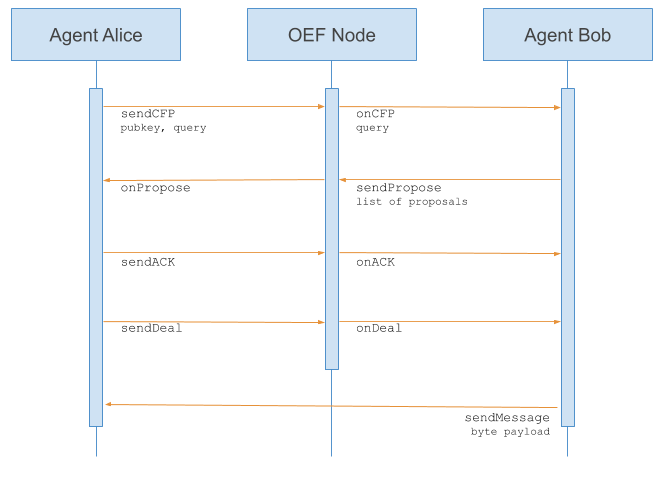 Agent Alice
OEF Node
Agent Bob
sendCFP
pubkey, query
onCFP
query
onPropose
sendPropose
list of proposals
sendACK
onACK
sendDeal
onDeal
sendMessage
byte payload